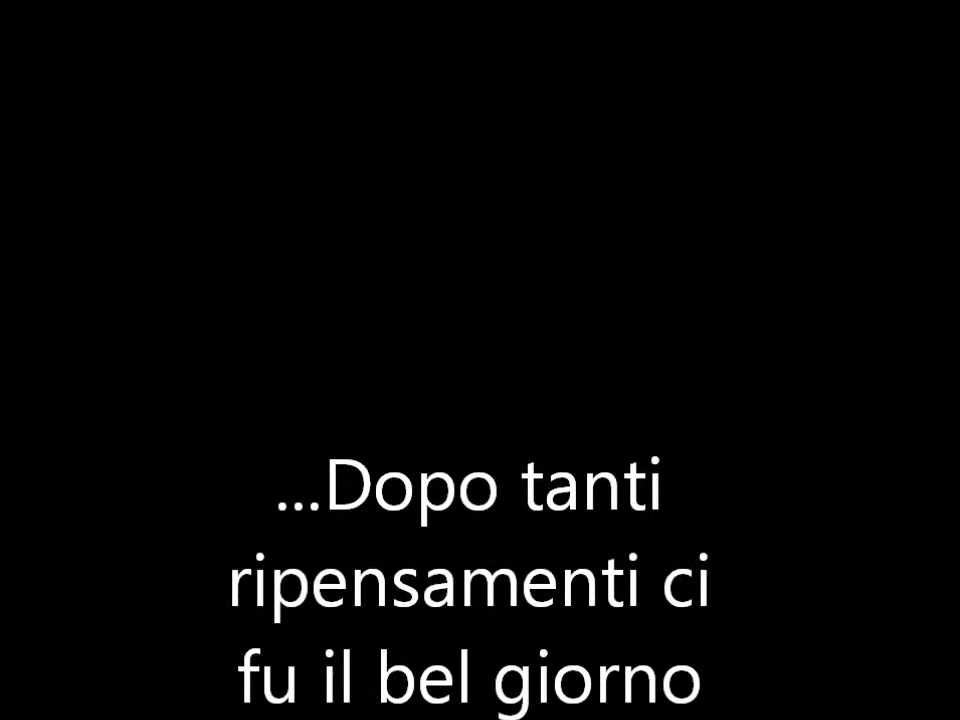 ...Dopo tanti
ripensamenti ci
fu il bel giorno